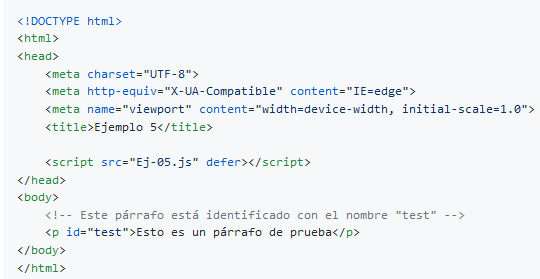 <!DOCTYPE html>
<html>
<head>
    <meta charset="UTF-8">
    <meta http-equiv="X-UA-Compatible" content="IE=edge">
    <meta name="viewport" content="width=device-width, initial-scale=1.0">
    <title>Ejemplo 5</title>

    <script src="Ej-05.js" defer></script>
</head>
<body>
    <!-- Este párrafo está identificado con el nombre "test" -->
    <p id="test">Esto es un párrafo de prueba</p>
</body>
</html>